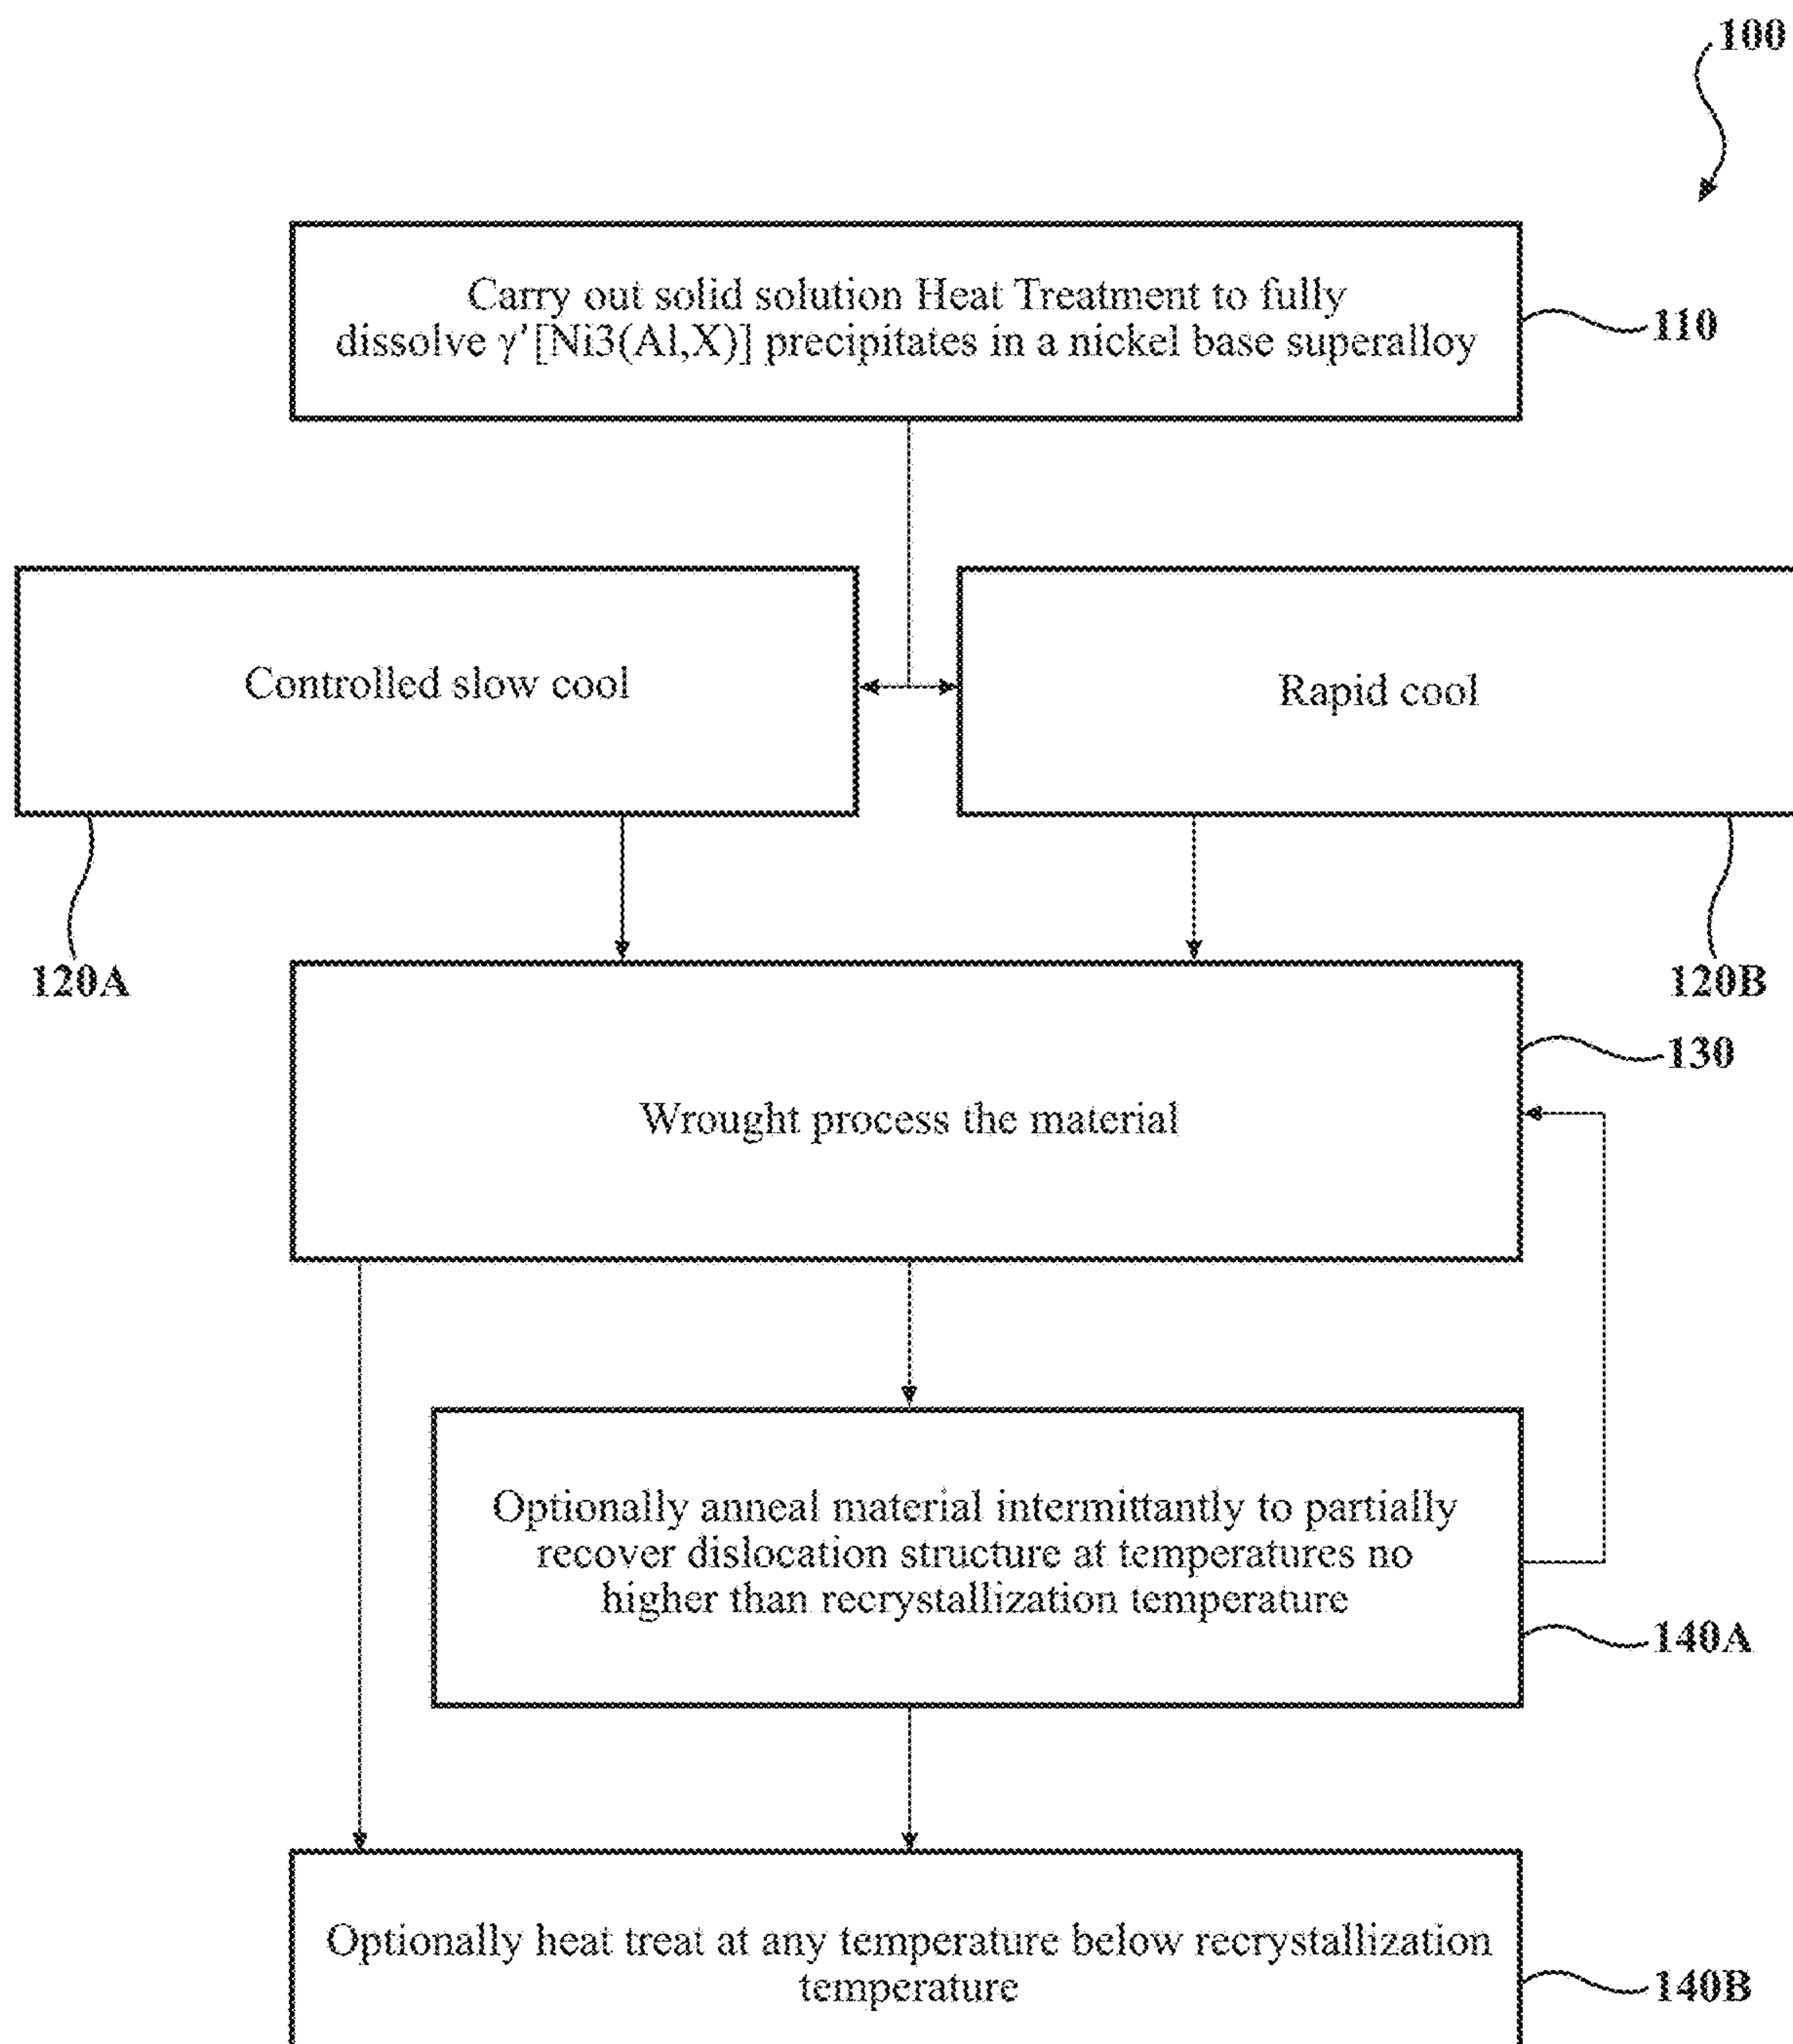 100
Carry out solid solution Heat Treatment to fully
dissolve γ'[Ni3(Al,X)] precipitates in a nickel base superalloy
110
Controlled slow cool
Rapid cool
120A
120B
130
Wrought process the material
Optionally anneal material intermittantly to partially
recover dislocation structure at temperatures no
higher than recrystallization temperature
140A
Optionally heat treat at any temperature below recrystallization
temperature
140B